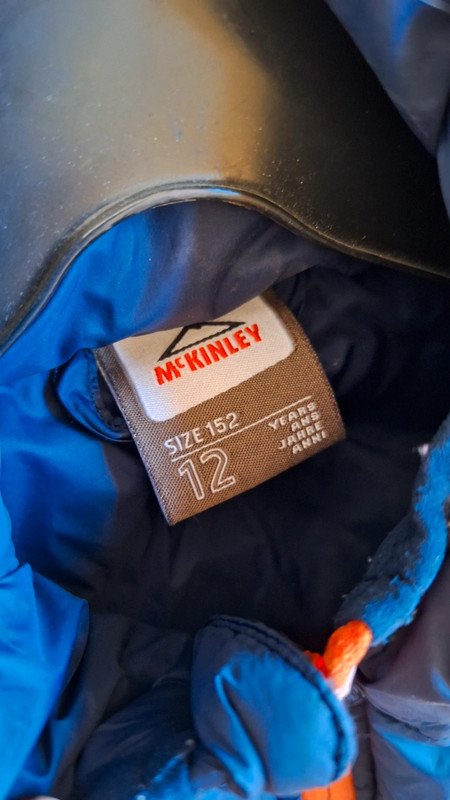 McKINLEY
SIZE 152
12
YEARS
ANS
JAHRE
ANNI